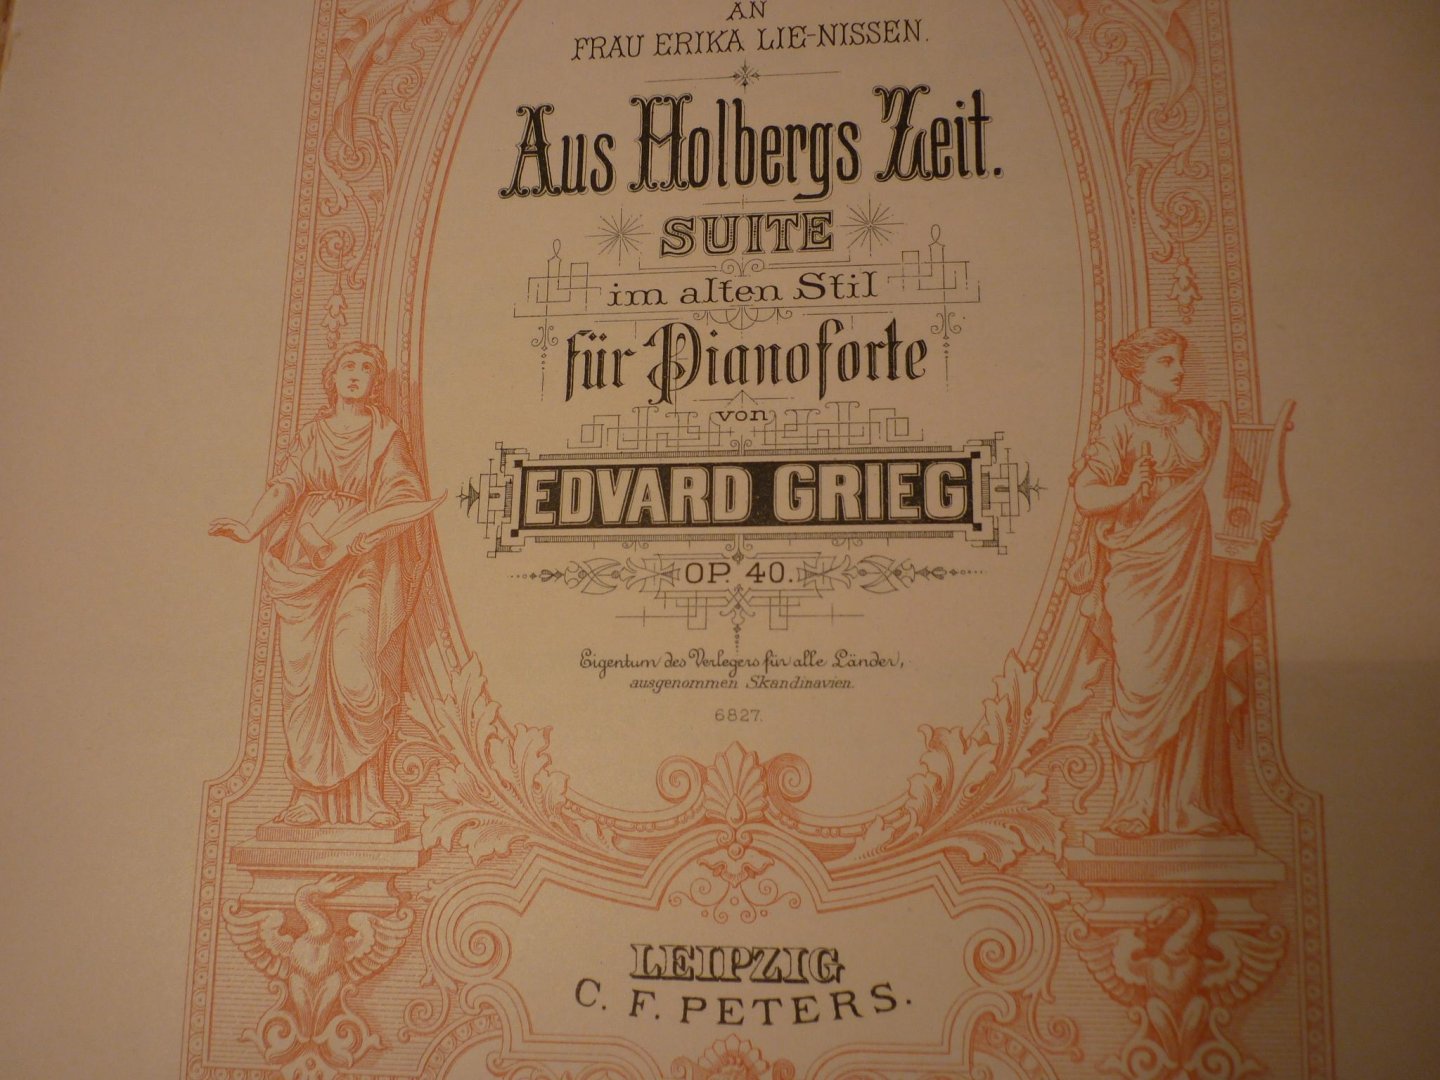 AN
FRAU ERIKA LIE-NISSEN.
Aus Holbergs Zeit.
SUITE
im alten Stil
für Pianoforte
von
EDVARD GRIEG
OP. 40.
Eigentum des Verlegers für alle Länder,
ausgenommen Skandinavien.
6827.
LEIPZIG
C. F. PETERS.